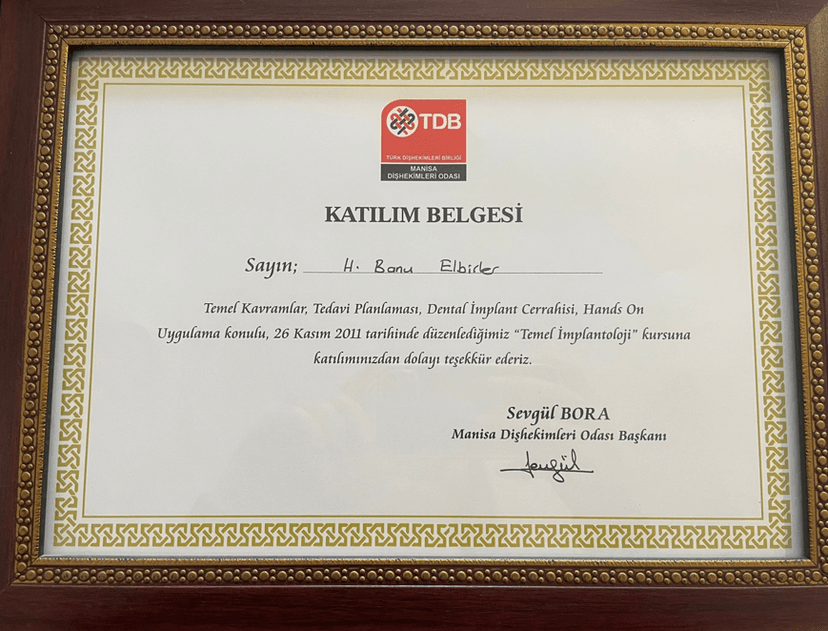 TDB
TÜRK DİŞHEKİMLERİ BİRLİĞİ
MANİSA
DİŞHEKİMLERİ ODASI
KATILIM BELGESİ
Sayın; H. Banu Elbirler
Temel Kavramlar, Tedavi Planlaması, Dental İmplant Cerrahisi, Hands On
Uygulama konulu, 26 Kasım 2011 tarihinde düzenlediğimiz “Temel İmplantoloji” kursuna
katılımınızdan dolayı teşekkür ederiz.
Sevgül BORA
Manisa Dişhekimleri Odası Başkanı
Sevgül